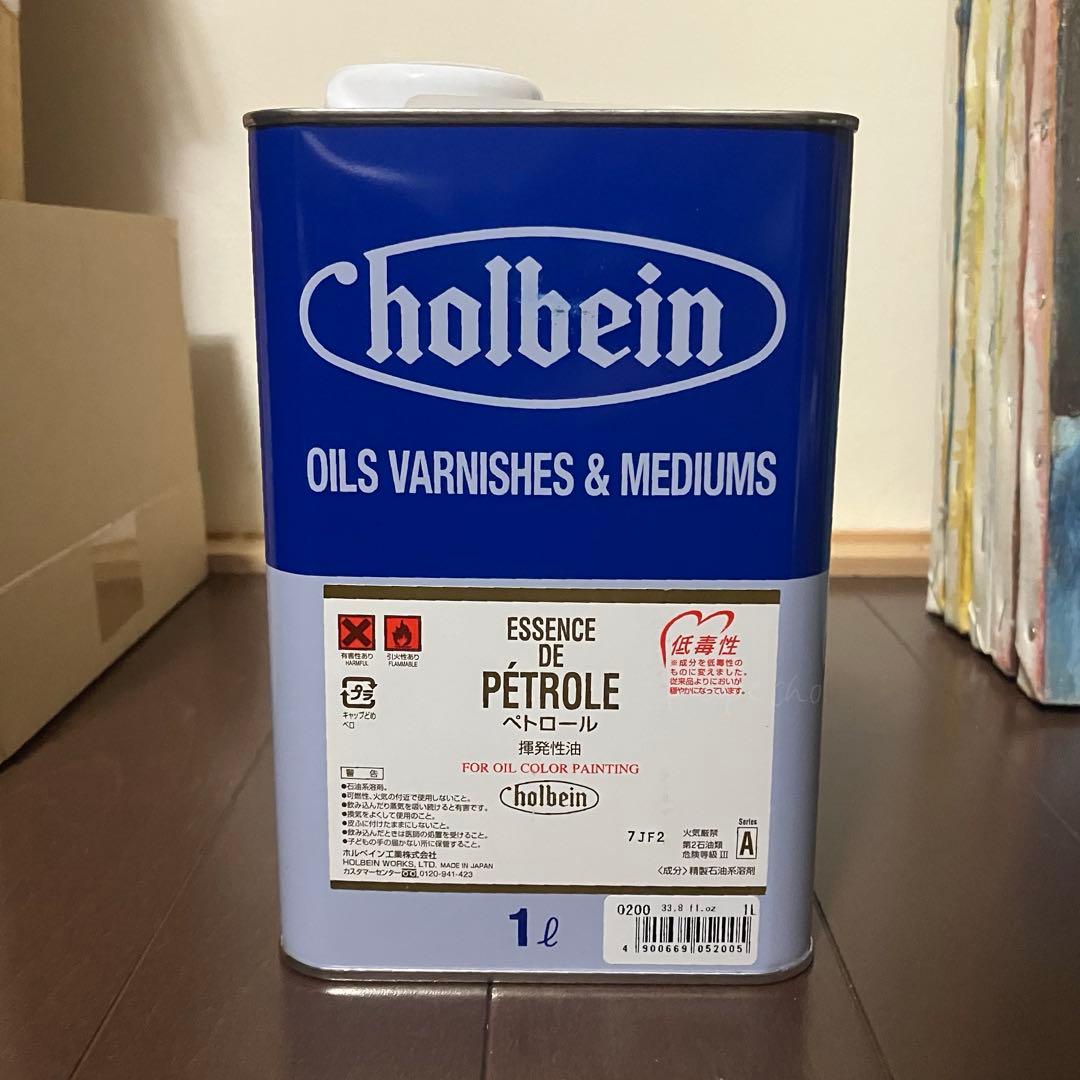 holbein
OILS VARNISHES & MEDIUMS
ESSENCE
DE
PÉTROLE
ペトロール
揮発性油
FOR OIL COLOR PAINTING
holbein
有害性あり
HARMFUL
引火性あり
FLAMMABLE
プラ
キャップどめ
ベロ
低毒性
※成分を低毒性の
ものに変えました。
従来品よりにおいが
穏やかになっています。
警告
●石油系溶剤。
●可燃性、火気の付近で使用しないこと。
●飲み込んだり蒸気を吸い続けると有害です。
●換気をよくして使用のこと。
●皮ふに付けたままにしないこと。
●飲み込んだときは医師の処置を受けること。
●子どもの手の届かない所に保管すること。
ホルベイン工業株式会社
HOLBEIN WORKS, LTD. MADE IN JAPAN
カスタマーセンター 0120-941-423
7JF2
火気厳禁
第2石油類
危険等級 III
Series
A
〈成分〉精製石油系溶剤
1ℓ
0200 33.8 fl.oz 1L
4 900669 052005